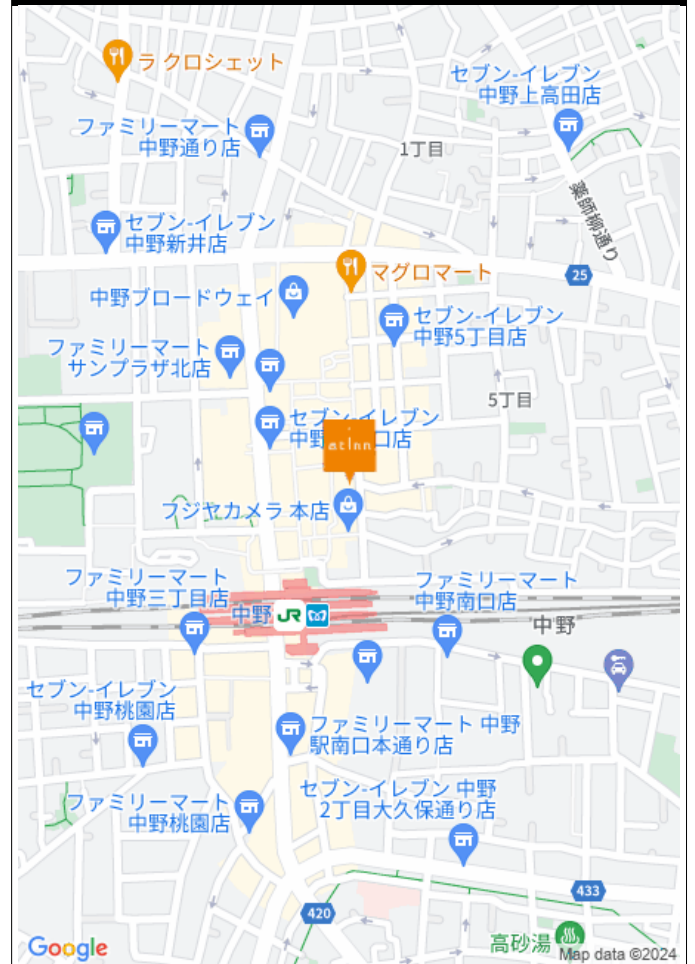 ラ クロシェット
セブン-イレブン
中野上高田店
ファミリーマート
中野通り店
1丁目
薬師柳通り
セブン-イレブン
中野新井店
マグロマート
25
中野ブロードウェイ
セブン-イレブン
中野5丁目店
ファミリーマート
サンプラザ北店
5丁目
セブン-イレブン
中野
口店
at Inn
フジヤカメラ 本店
ファミリーマート
中野三丁目店
ファミリーマート
中野南口店
中野
JR
中野
セブン-イレブン
中野桃園店
ファミリーマート 中野
駅南口本通り店
セブン-イレブン 中野
2丁目大久保通り店
ファミリーマート
中野桃園店
433
420
高砂湯
Google
Map data ©2024